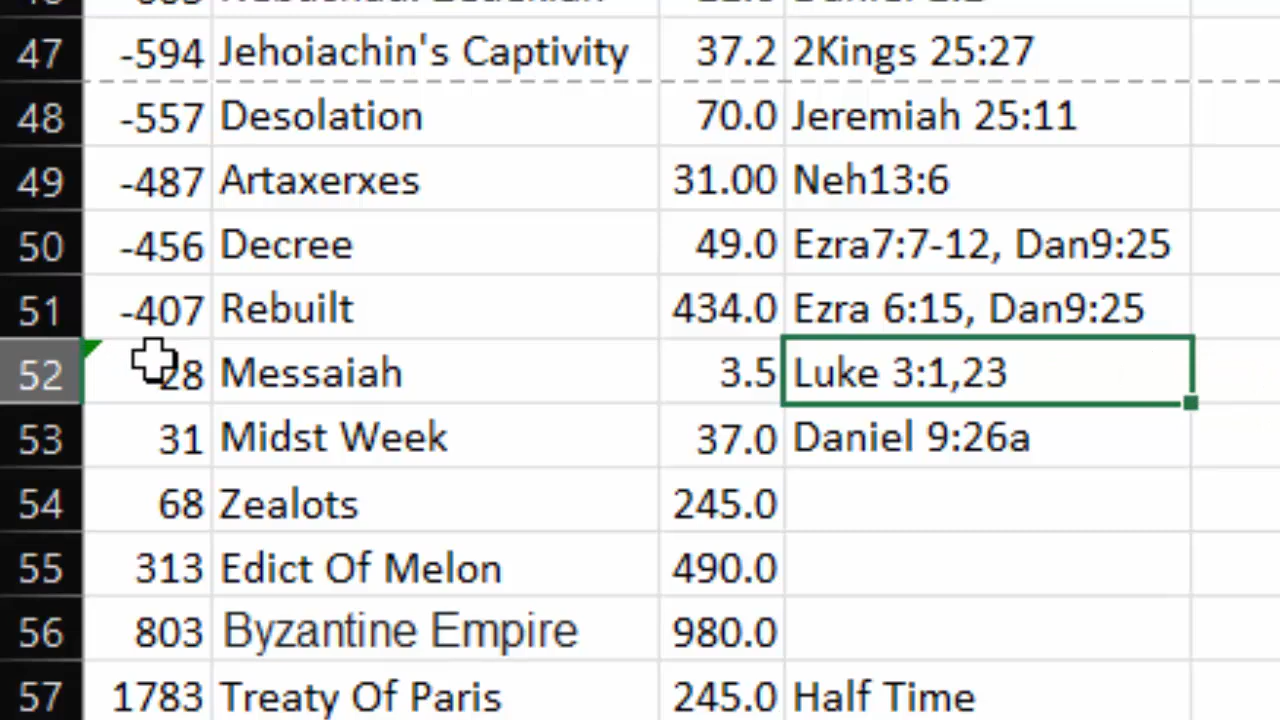 47 -594 Jehoiachin's Captivity 37.2 2Kings 25:27
48 -557 Desolation 70.0 Jeremiah 25:11
49 -487 Artaxerxes 31.00 Neh13:6
50 -456 Decree 49.0 Ezra7:7-12, Dan9:25
51 -407 Rebuilt 434.0 Ezra 6:15, Dan9:25
52 28 Messaiah 3.5 Luke 3:1,23
53 31 Midst Week 37.0 Daniel 9:26a
54 68 Zealots 245.0
55 313 Edict Of Melon 490.0
56 803 Byzantine Empire 980.0
57 1783 Treaty Of Paris 245.0 Half Time